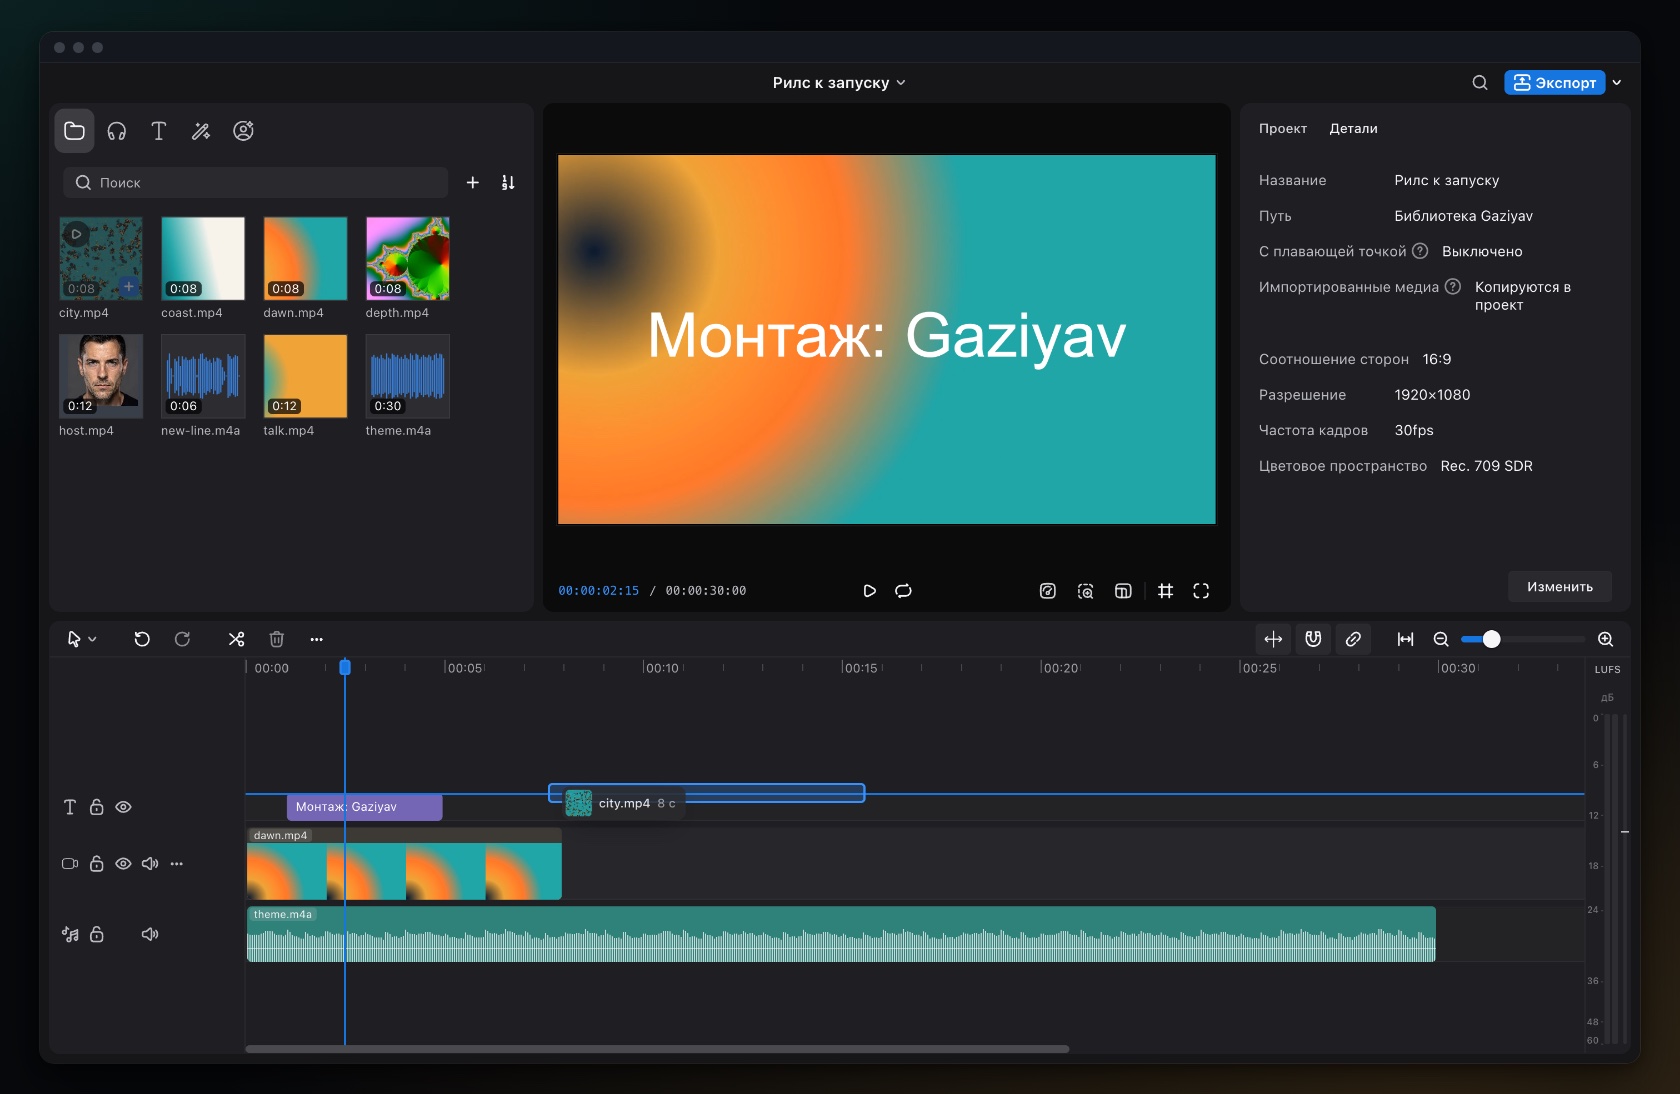 Рилс к запуску
Экспорт
Поиск
0:08
0:08
0:08
0:08
city.mp4
coast.mp4
dawn.mp4
depth.mp4
0:12
0:06
0:12
0:30
host.mp4
new-line.m4a
talk.mp4
theme.m4a
Монтаж: Gaziyav
00:00:02:15 / 00:00:30:00
Проект Детали
Название Рилс к запуску
Путь Библиотека Gaziyav
С плавающей точкой ? Выключено
Импортированные медиа ? Копируются в
проект
Соотношение сторон 16:9
Разрешение 1920×1080
Частота кадров 30fps
Цветовое пространство Rec. 709 SDR
Изменить
00:00 00:05 00:10 00:15 00:20 00:25 00:30
LUFS
дБ
0
6
12
18
24
36
48
60
Монтаж: Gaziyav
city.mp4 8 с
dawn.mp4
theme.m4a